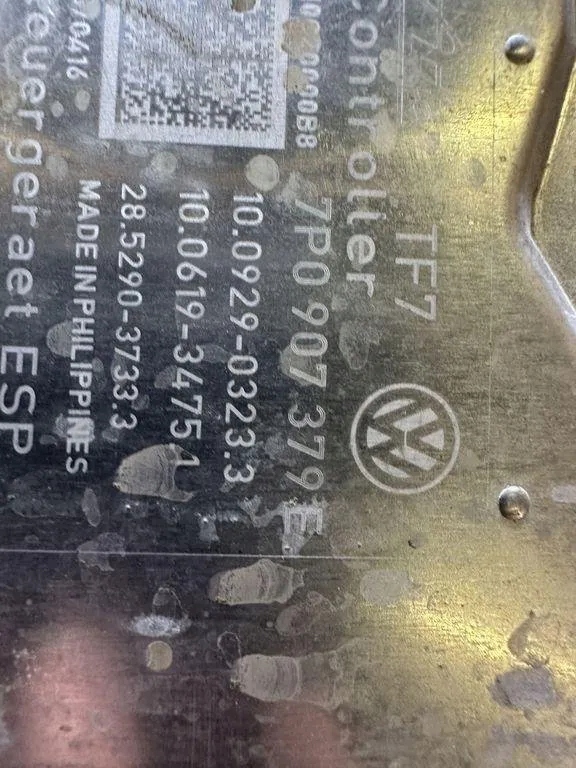 TF7
Controller
7P0 907 379 E
10.0929-0323.3
10.0619-3475.1
28.5290-3733.3
0416
MADE IN PHILIPPINES
euergeraet ESP